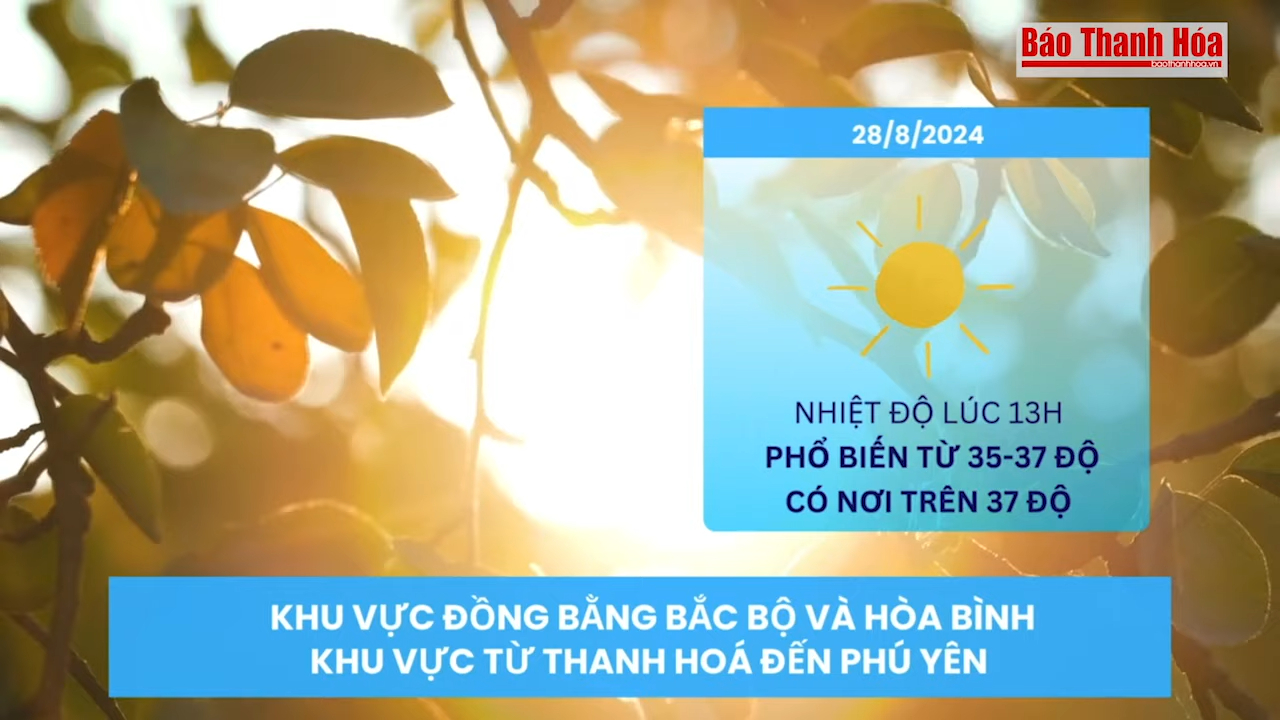 Báo Thanh Hóa
baothanhhoa.vn
28/8/2024
NHIỆT ĐỘ LÚC 13H
PHỔ BIẾN TỪ 35-37 ĐỘ
CÓ NƠI TRÊN 37 ĐỘ
KHU VỰC ĐỒNG BẰNG BẮC BỘ VÀ HÒA BÌNH
KHU VỰC TỪ THANH HOÁ ĐẾN PHÚ YÊN